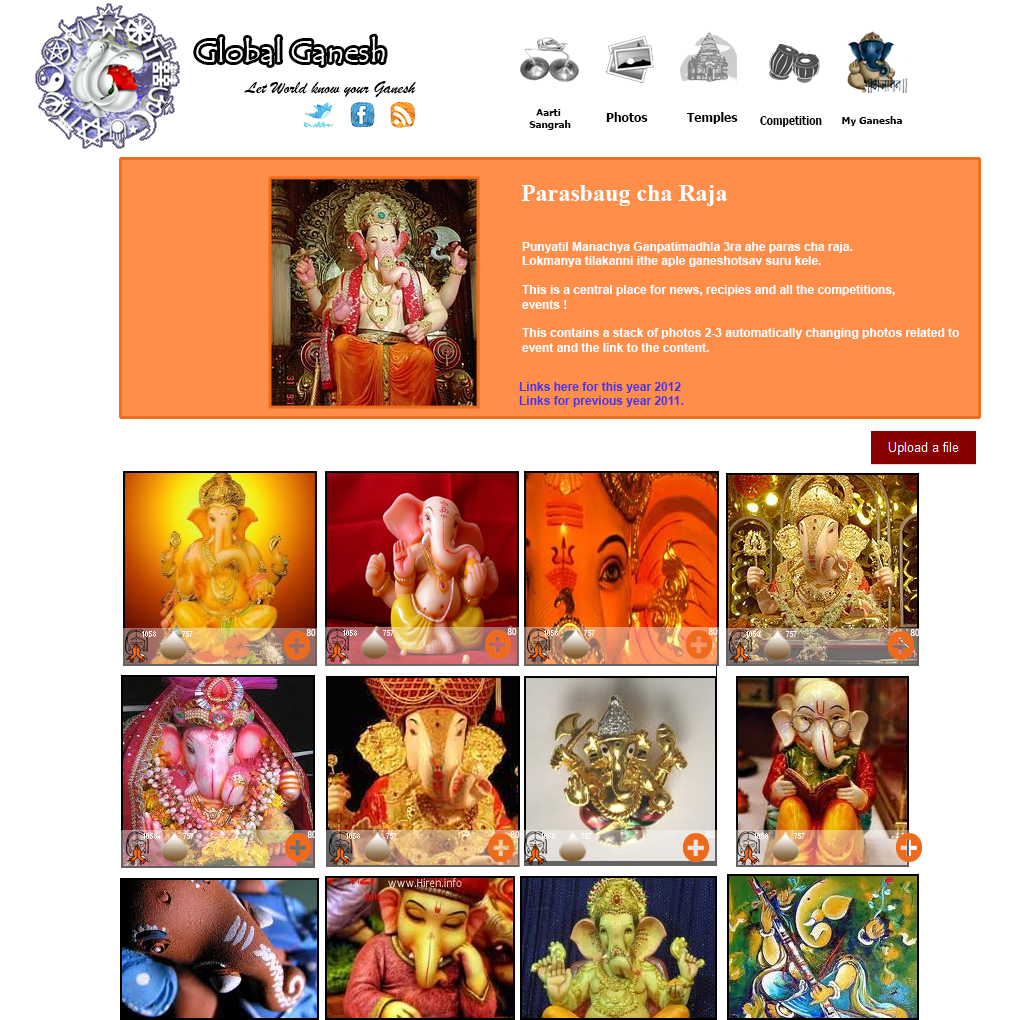 Global Ganesh
Let World know your Ganesh
twitter
Aarti
Sangrah
Photos
Temples
Competition
My Ganesha
Parasbaug cha Raja
Punyatil Manachya Ganpatimadhla 3ra ahe paras cha raja.
Lokmanya tilakanni ithe aple ganeshotsav suru kele.
This is a central place for news, recipies and all the competitions,
events !
This contains a stack of photos 2-3 automatically changing photos related to
event and the link to the content.
Links here for this year 2012
Links for previous year 2011.
Upload a file
1058 757 80
1058 757 80
1058 757 80
1058 757 80
1058 757 80
1058 757 80
1058 757 80
1058 757
www.Hiren.info